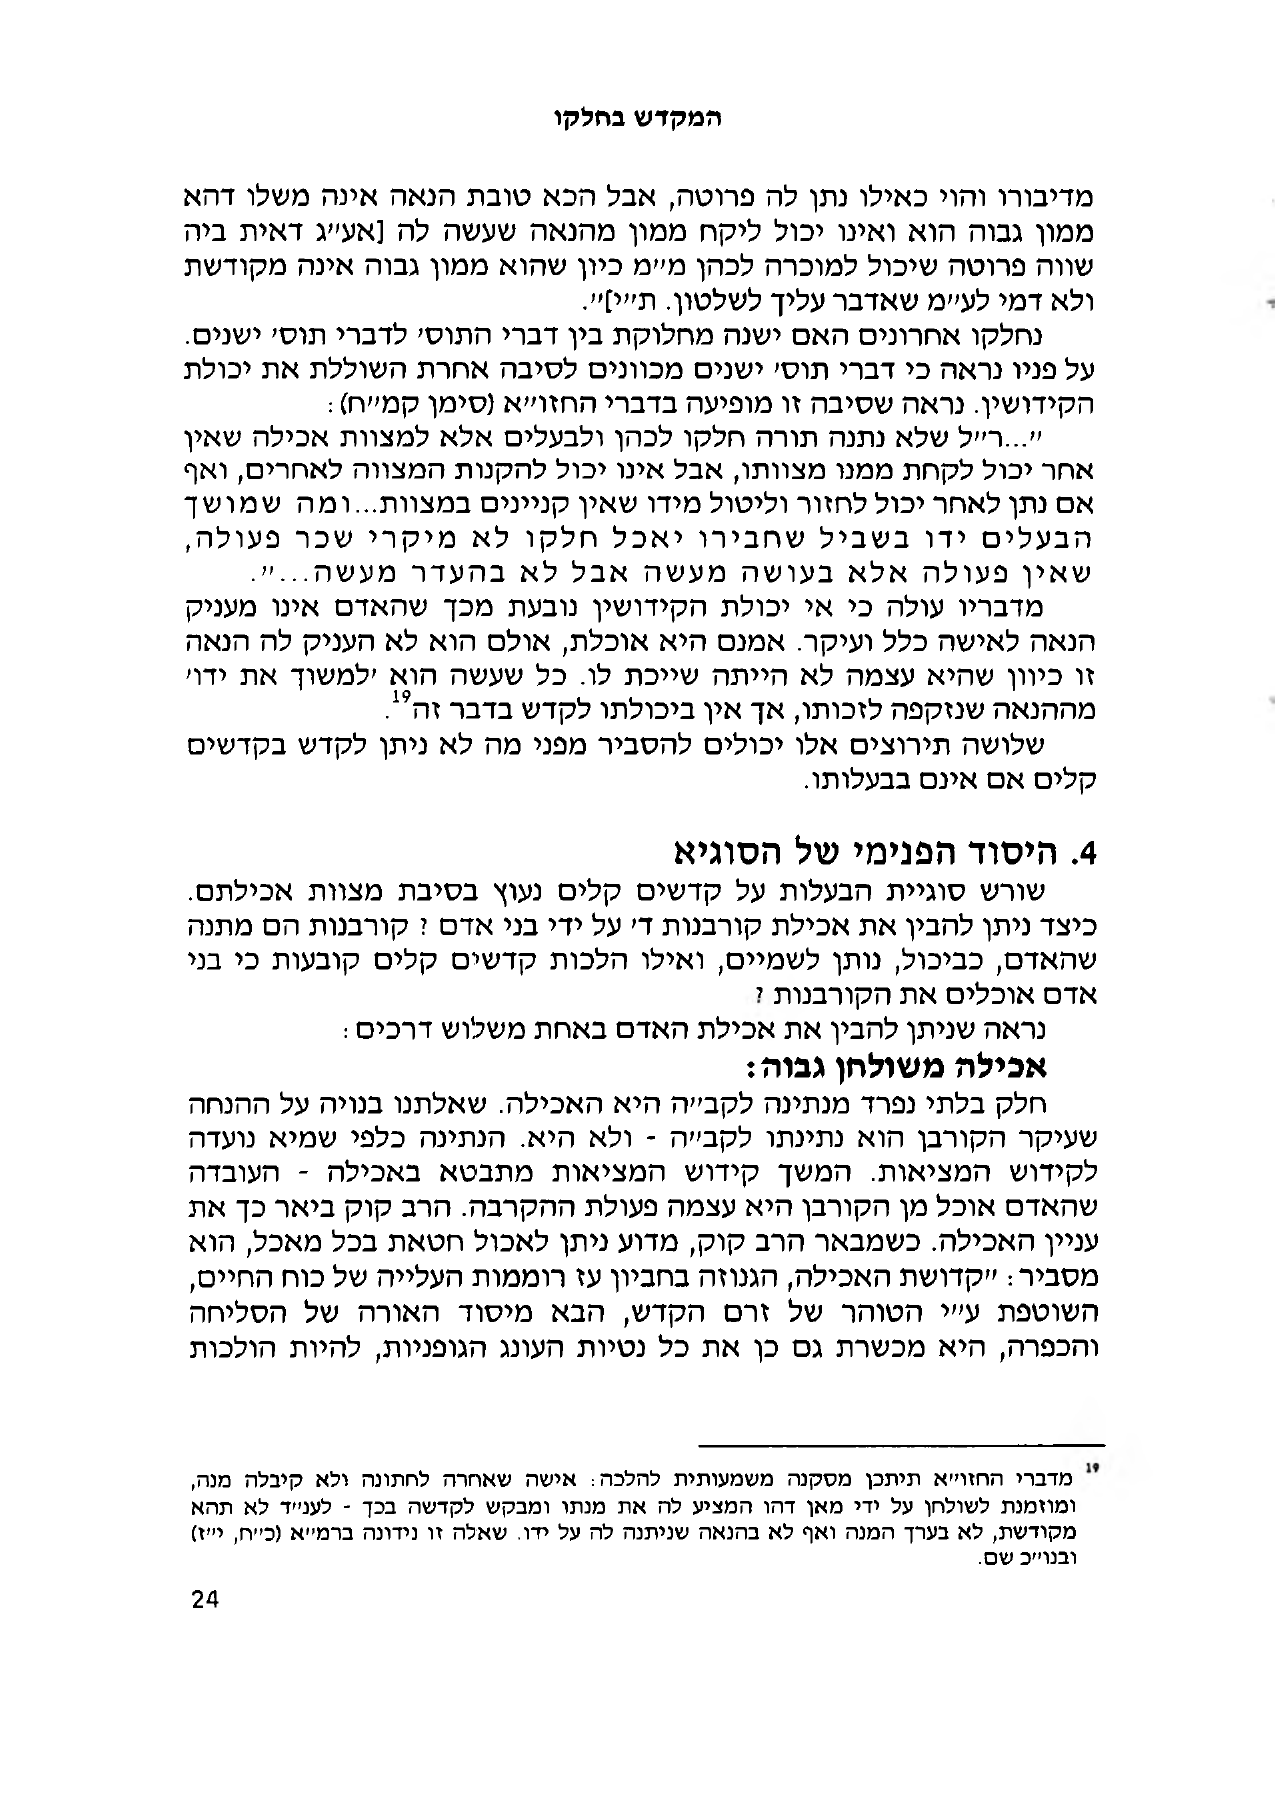 המקדש בחלקו
מדיבורו והוי כאילו נתן לה פרוטה, אבל הכא טובת הנאה אינה משלו דהא
ממון גבוה הוא ואינו יכול ליקח ממון מהנאה שעשה לה [אע״ג דאית ביה
שווה פרוטה שיכול למוכרה לכהן מ״מ כיון שהוא ממון גבוה אינה מקודשת
ולא דמי לע״מ שאדבר עליך לשלטון. ת״י]״.
נחלקו אחרונים האם ישנה מחלוקת בין דברי התוס׳ לדברי תוס׳ ישנים.
על פניו נראה כי דברי תוס׳ ישנים מכוונים לסיבה אחרת השוללת את יכולת
הקידושין. נראה שסיבה זו מופיעה בדברי החזו״א (סימן קמ״ח):
״...ר״ל שלא נתנה תורה חלקו לכהן ולבעלים אלא למצוות אכילה שאין
אחר יכול לקחת ממנו מצוותו, אבל אינו יכול להקנות המצווה לאחרים, ואף
אם נתן לאחר יכול לחזור וליטול מידו שאין קניינים במצוות...ומה שמושך
הבעלים ידו בשביל שחבירו יאכל חלקו לא מיקרי שכר פעולה,
שאין פעולה אלא בעושה מעשה אבל לא בהעדר מעשה...״.
מדבריו עולה כי אי יכולת הקידושין נובעת מכך שהאדם אינו מעניק
הנאה לאישה כלל ועיקר. אמנם היא אוכלת, אולם הוא לא העניק לה הנאה
זו כיוון שהיא עצמה לא הייתה שייכת לו. כל שעשה הוא ׳למשוך את ידו׳
מההנאה שנזקפה לזכותו, אך אין ביכולתו לקדש בדבר זה19.
שלושה תירוצים אלו יכולים להסביר מפני מה לא ניתן לקדש בקדשים
קלים אם אינם בבעלותו.
4. היסוד הפנימי של הסוגיא
שורש סוגיית הבעלות על קדשים קלים נעוץ בסיבת מצוות אכילתם.
כיצד ניתן להבין את אכילת קורבנות ד׳ על ידי בני אדם ? קורבנות הם מתנה
שהאדם, כביכול, נותן לשמיים, ואילו הלכות קדשים קלים קובעות כי בני
אדם אוכלים את הקורבנות ?
נראה שניתן להבין את אכילת האדם באחת משלוש דרכים:
אכילה משולחן גבוה:
חלק בלתי נפרד מנתינה לקב״ה היא האכילה. שאלתנו בנויה על ההנחה
שעיקר הקורבן הוא נתינתו לקב״ה - ולא היא. הנתינה כלפי שמיא נועדה
לקידוש המציאות. המשך קידוש המציאות מתבטא באכילה - העובדה
שהאדם אוכל מן הקורבן היא עצמה פעולת ההקרבה. הרב קוק ביאר כך את
עניין האכילה. כשמבאר הרב קוק, מדוע ניתן לאכול חטאת בכל מאכל, הוא
מסביר: ״קדושת האכילה, הגנוזה בחביון עז רוממות העלייה של כוח החיים,
השוטפת ע״י הטוהר של זרם הקדש, הבא מיסוד האורה של הסליחה
והכפרה, היא מכשרת גם כן את כל נטיות העונג הגופניות, להיות הולכות
19 מדברי החזו״א תיתכן מסקנה משמעותית להלכה: אישה שאחרה לחתונה ולא קיבלה מנה,
ומוזמנת לשולחן על ידי מאן דהו המציע לה את מנתו ומבקש לקדשה בכך - לענ״ד לא תהא
מקודשת, לא בערך המנה ואף לא בהנאה שניתנה לה על ידו. שאלה זו נידונה ברמ״א (כ״ח, י״ז)
ובנו״כ שם.
24